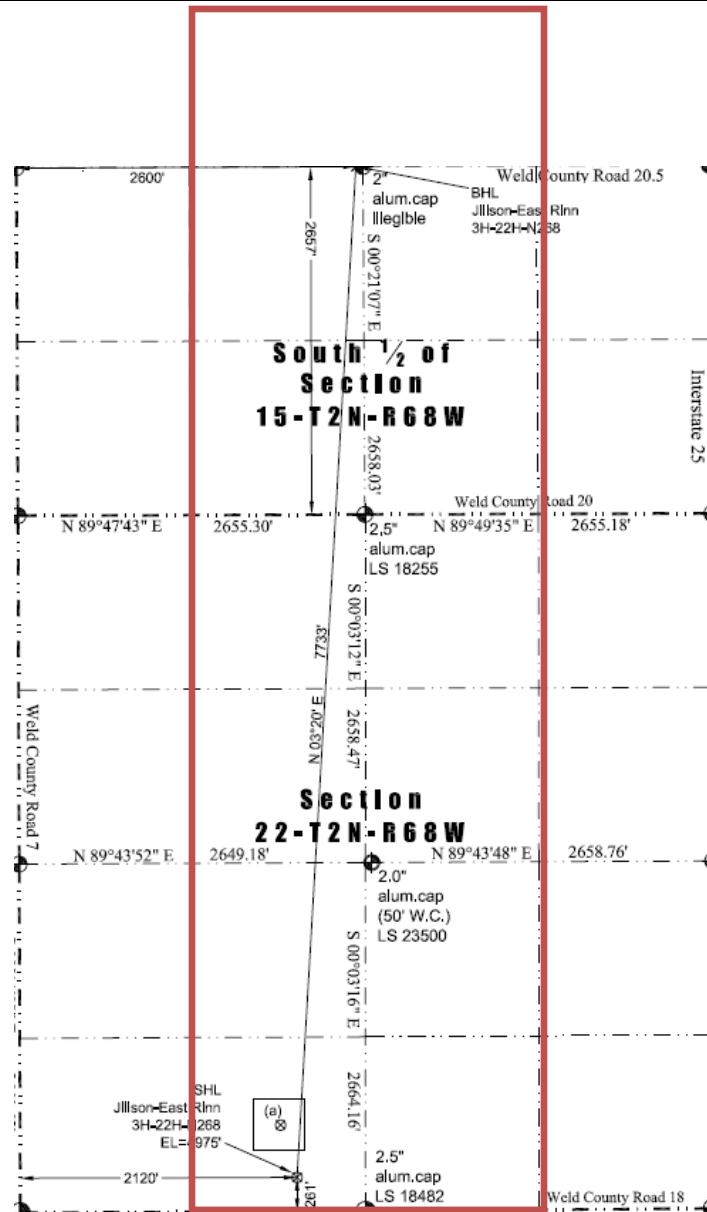 2600'
2"
alum.cap
Illegible
Weld County Road 20.5
BHL
Jillson-East Rinn
3H-22H-N268
2657'
S 00°21'07" E
South ½ of
Section
15-T2N-R68W
Interstate 25
2658.03'
Weld County Road 20
N 89°47'43" E
2655.30'
N 89°49'35" E
2655.18'
2.5"
alum.cap
LS 18255
S 00°03'12" E
7733'
N 03°20' E
2658.47'
Weld County Road 7
Section
22-T2N-R68W
N 89°43'52" E
2649.18'
N 89°43'48" E
2658.76'
2.0"
alum.cap
(50' W.C.)
LS 23500
S 00°03'16" E
2664.16'
SHL
Jillson-East Rinn
3H-22H-N268
EL=4975'
(a)
2120'
261'
2.5"
alum.cap
LS 18482
Weld County Road 18